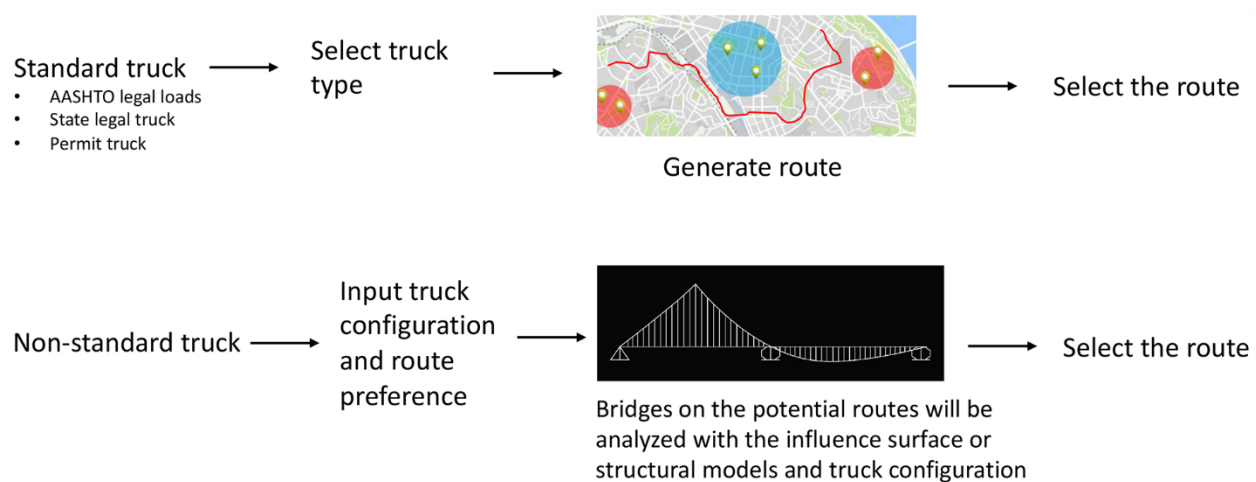 Standard truck
• AASHTO legal loads
• State legal truck
• Permit truck
Select truck
type
Generate route
Select the route
Non-standard truck
Input truck
configuration
and route
preference
Bridges on the potential routes will be
analyzed with the influence surface or
structural models and truck configuration
Select the route